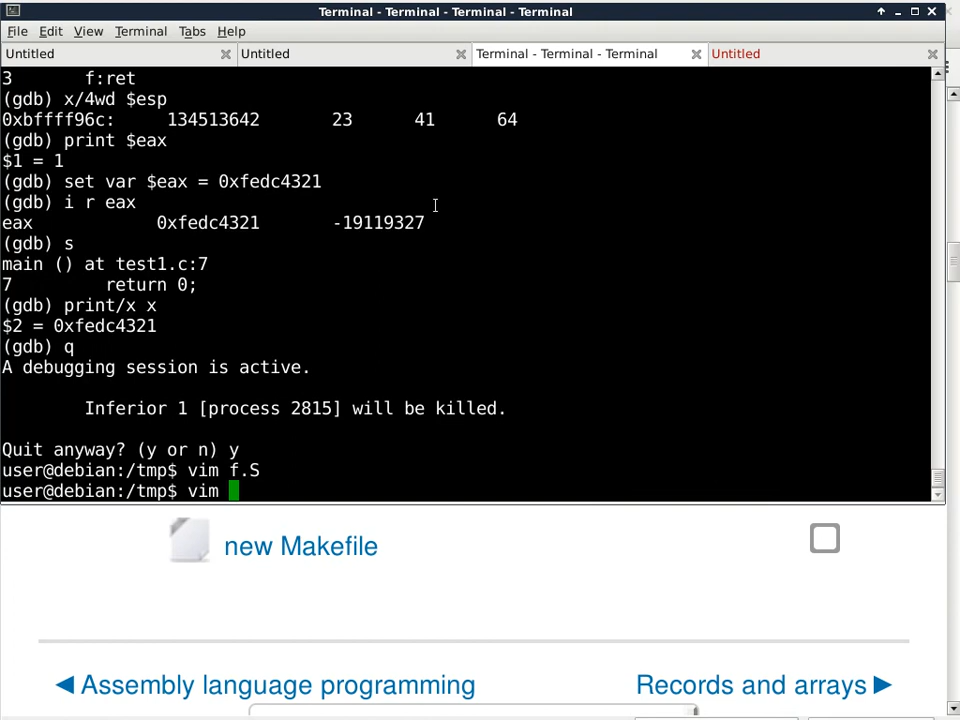 Terminal - Terminal - Terminal - Terminal
File Edit View Terminal Tabs Help
Untitled Untitled Terminal - Terminal - Terminal Untitled
3       f:ret
(gdb) x/4wd $esp
0xbffff96c:     134513642       23      41      64
(gdb) print $eax
$1 = 1
(gdb) set var $eax = 0xfedc4321
(gdb) i r eax
eax            0xfedc4321       -19119327
(gdb) s
main () at test1.c:7
7         return 0;
(gdb) print/x x
$2 = 0xfedc4321
(gdb) q
A debugging session is active.
Inferior 1 [process 2815] will be killed.
Quit anyway? (y or n) y
user@debian:/tmp$ vim f.S
user@debian:/tmp$ vim
new Makefile
◀ Assembly language programming
Records and arrays ▶